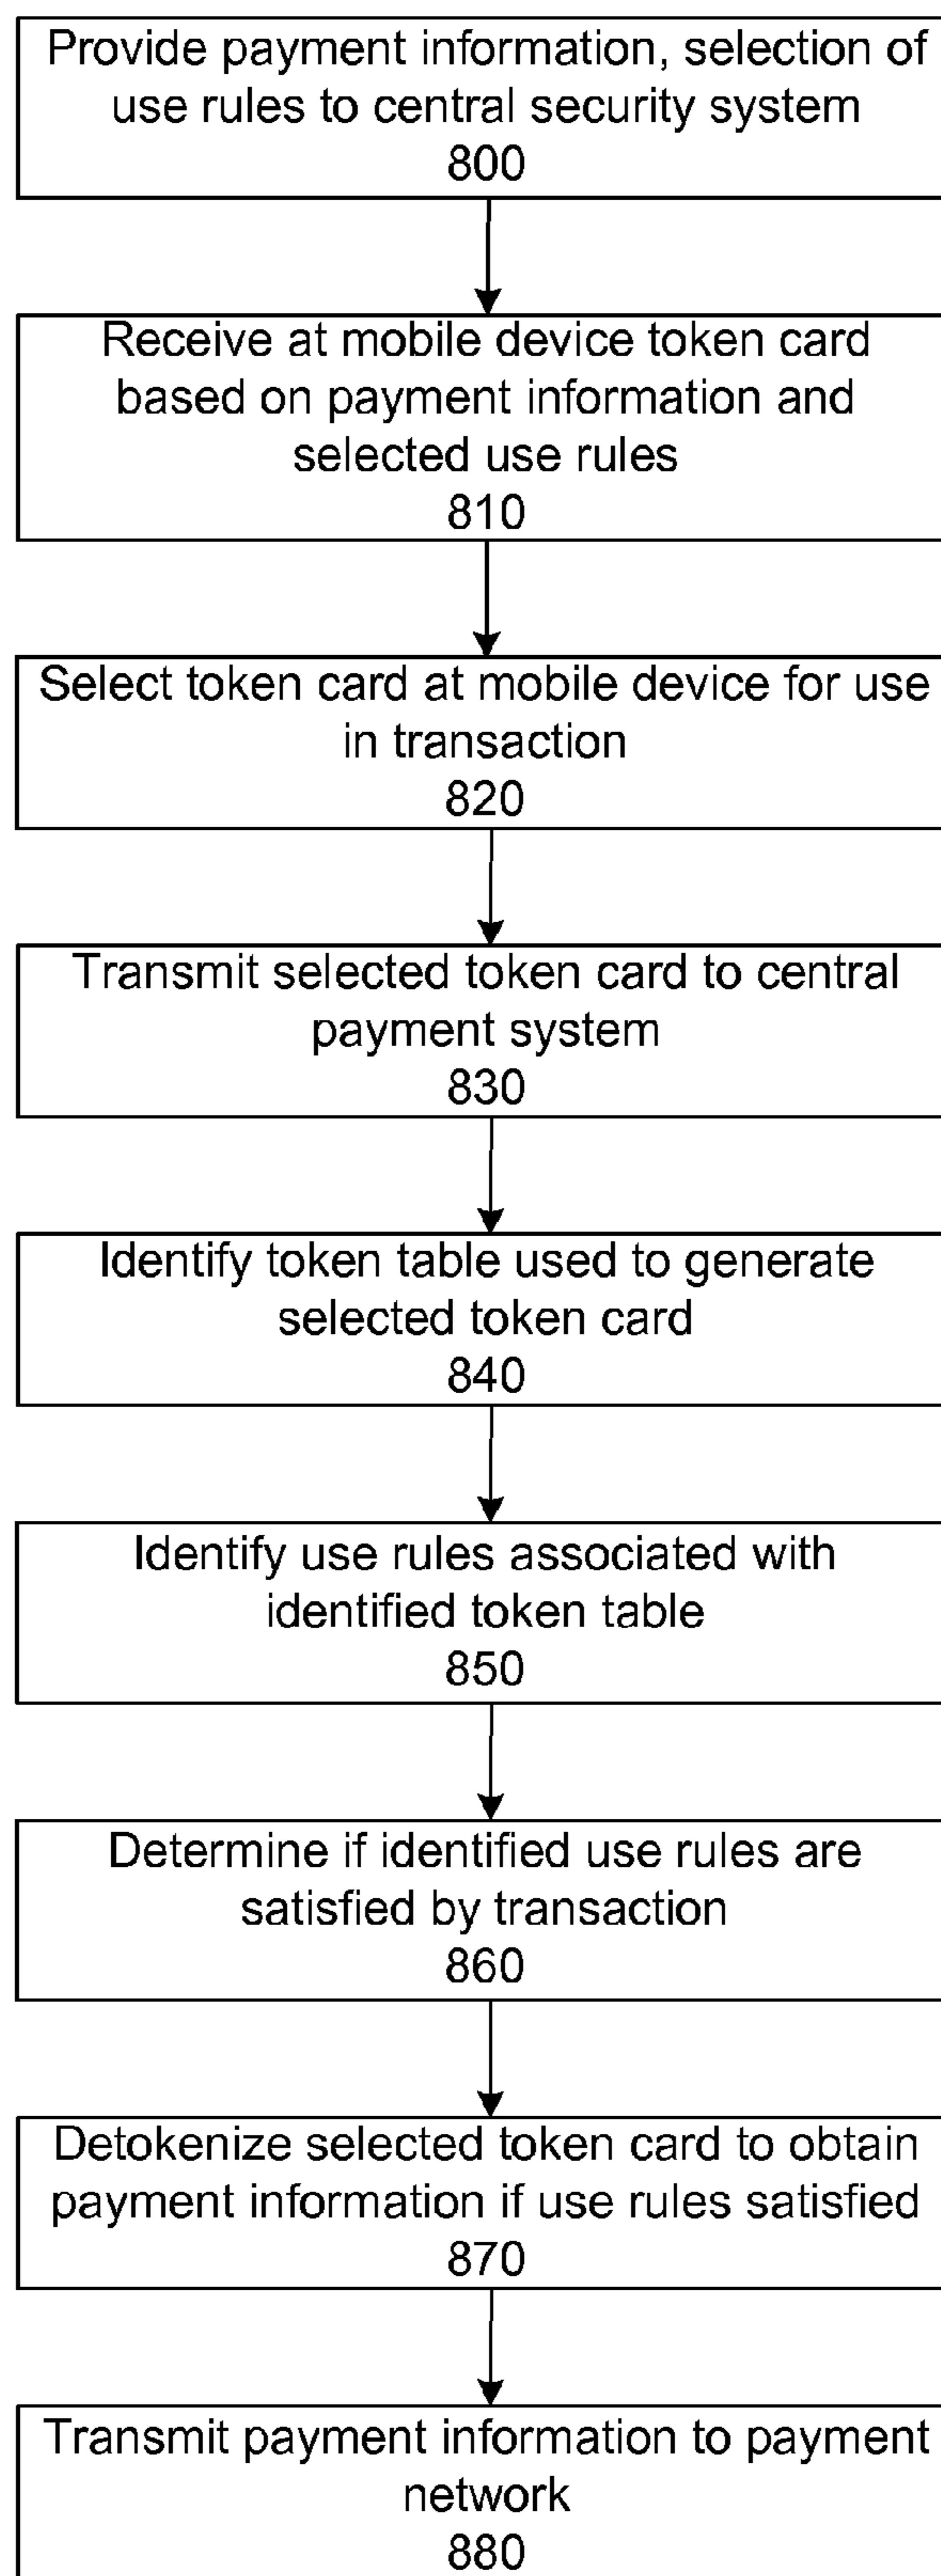 Provide payment information, selection of
use rules to central security system
800
Receive at mobile device token card
based on payment information and
selected use rules
810
Select token card at mobile device for use
in transaction
820
Transmit selected token card to central
payment system
830
Identify token table used to generate
selected token card
840
Identify use rules associated with
identified token table
850
Determine if identified use rules are
satisfied by transaction
860
Detokenize selected token card to obtain
payment information if use rules satisfied
870
Transmit payment information to payment
network
880